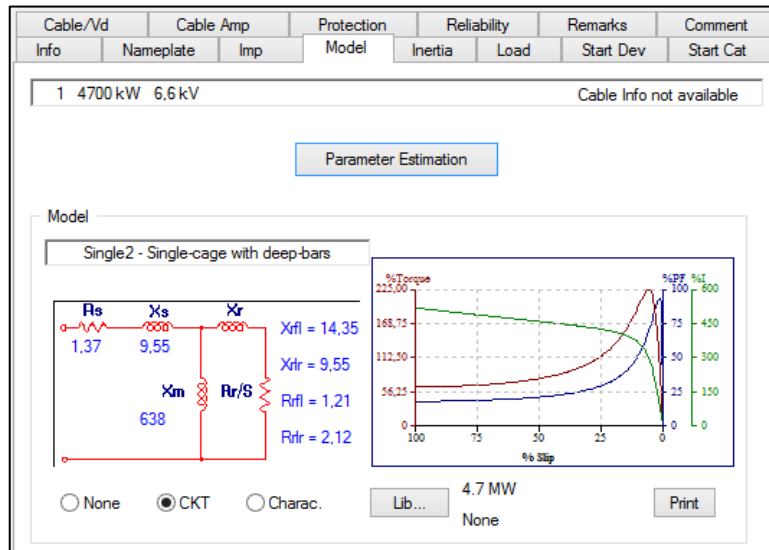 Cable/Vd Cable Amp Protection Reliability Remarks Comment
Info Nameplate Imp Model Inertia Load Start Dev Start Cat
1 4700 kW 6,6 kV Cable Info not available
Parameter Estimation
Model
Single2 - Single-cage with deep-bars
Rs Xs Xr
1,37 9,55
Xm Rr/S
638
Xrfl = 14,35
Xrlr = 9,55
Rrfl = 1,21
Rrlr = 2,12
%Torque %PF %I
225,00 100 600
168,75 75 450
112,50 50 300
56,25 25 150
0 0 0
100 75 50 25 0
% Slip
None CKT Charac. Lib... 4.7 MW Print
None